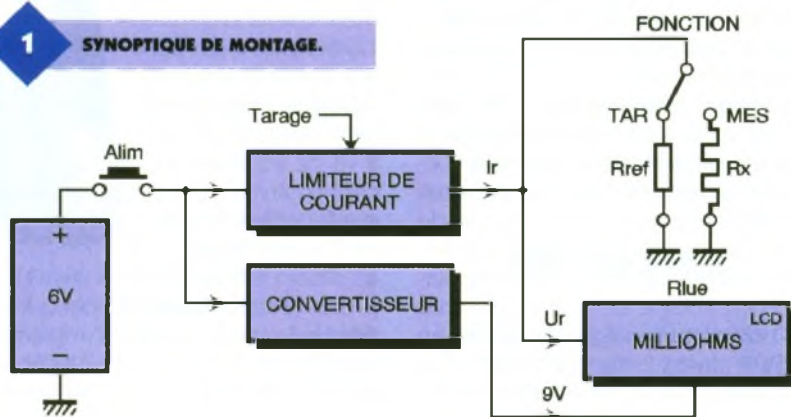 1
SYNOPTIQUE DE MONTAGE.
FONCTION
Tarage
TAR
MES
Alim
LIMITEUR DE
COURANT
Ir
Rref
Rx
+
6V
–
CONVERTISSEUR
Rlue
Ur
LCD
MILLIOHMS
9V